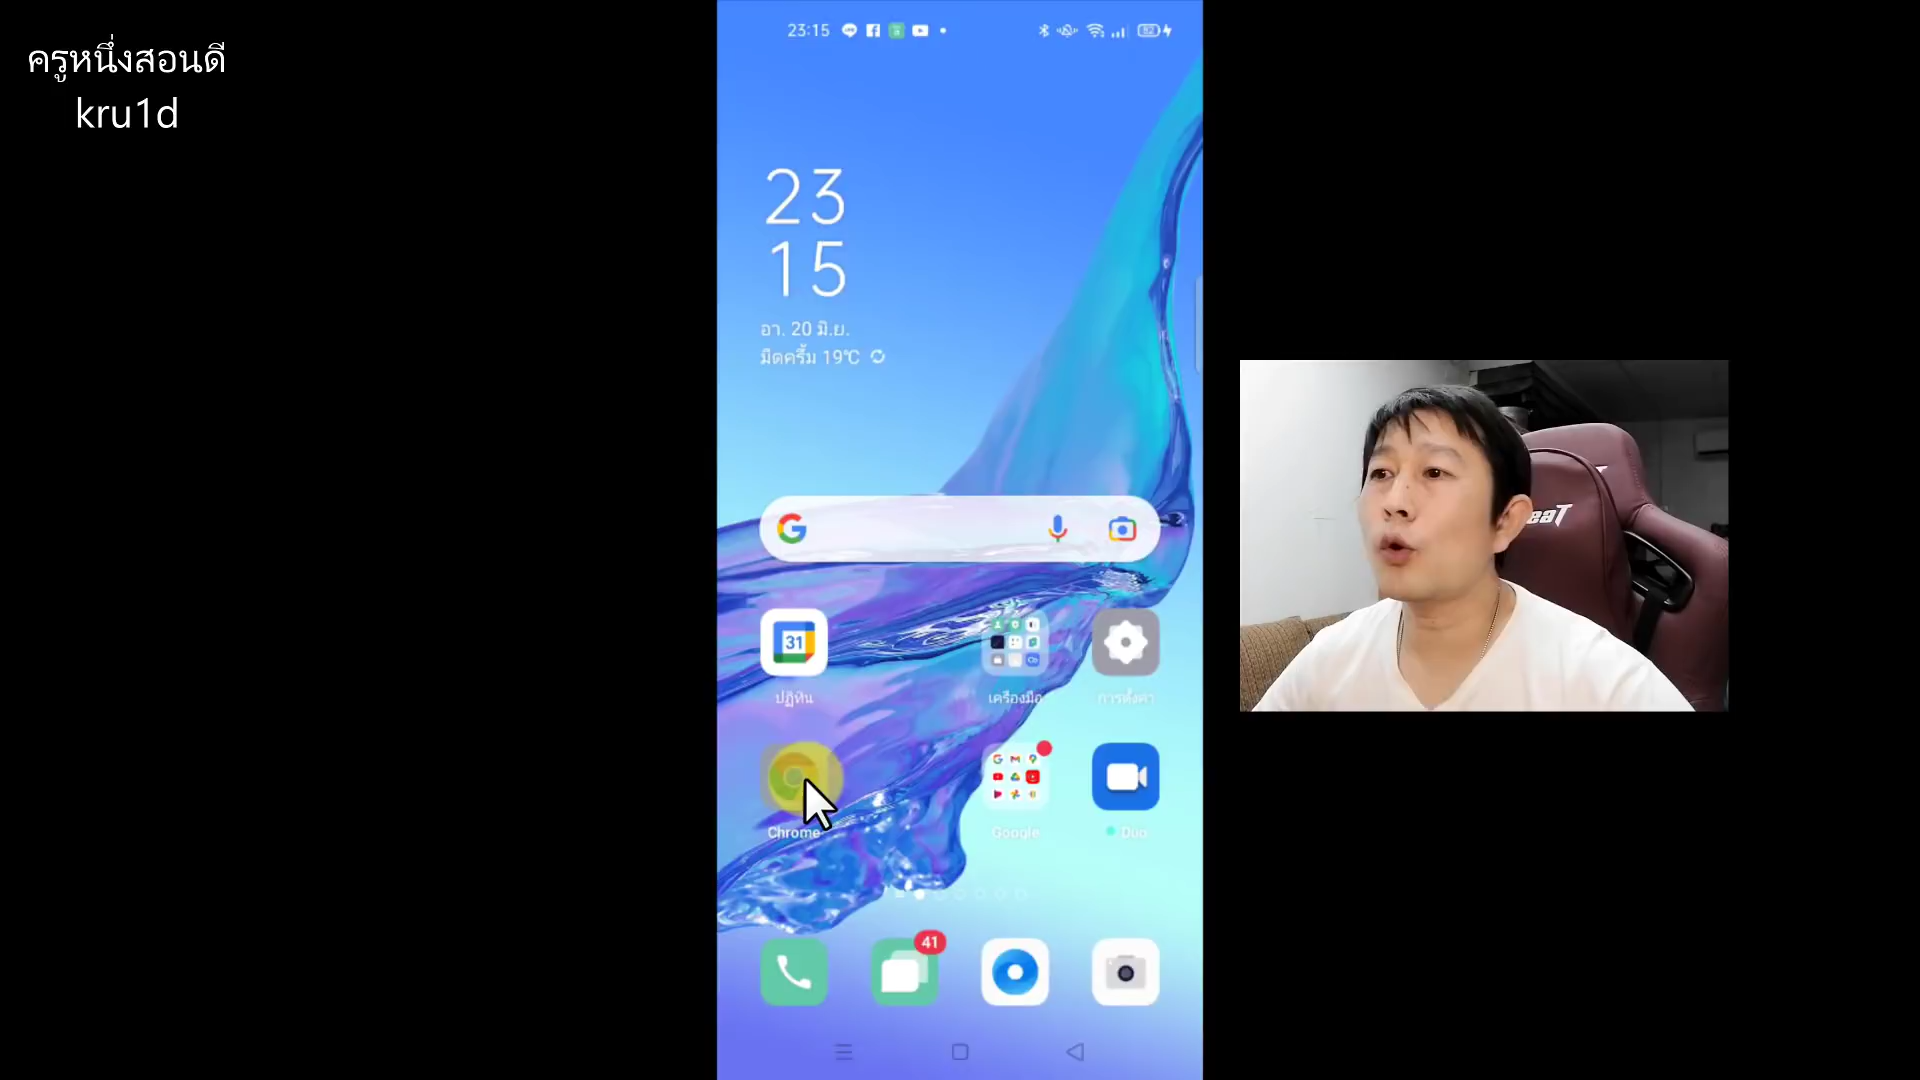 ครูหนึ่งสอนดี
kru1d
23:15
82
23
15
อา. 20 มิ.ย.
มืดครึ้ม 19°C
31
ปฏิทิน
เครื่องมือ
การตั้งค่า
Chrome
Google
Duo
41